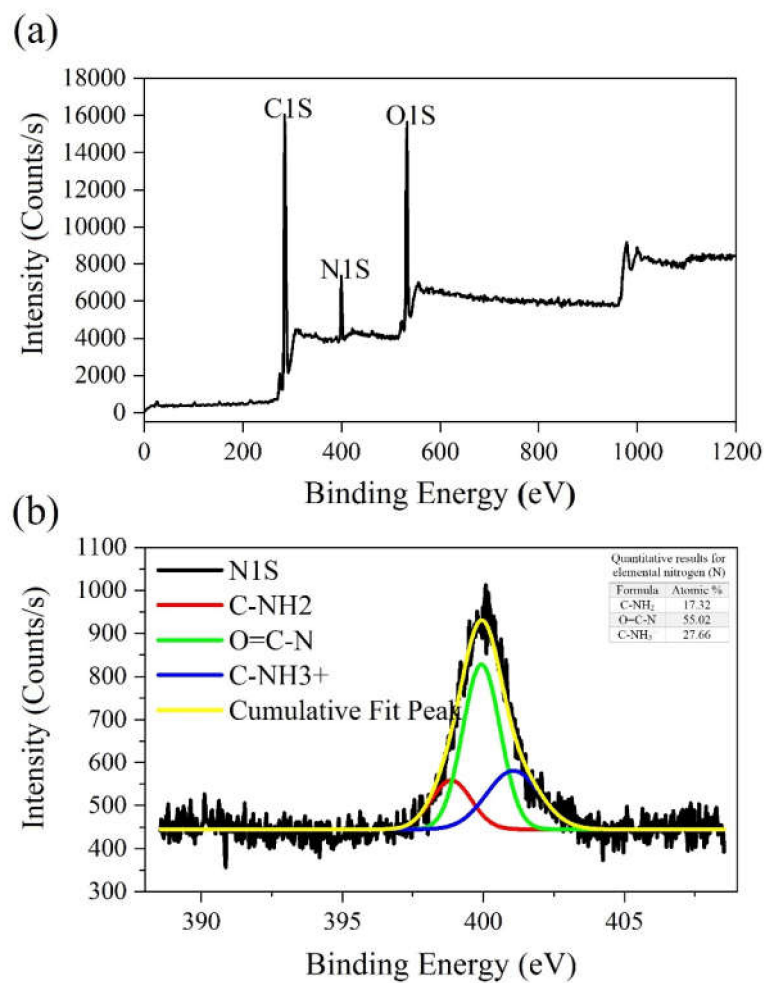 (a)
18000
16000
14000
12000
10000
8000
6000
4000
2000
0
Intensity (Counts/s)
C1S
O1S
N1S
0 200 400 600 800 1000 1200
Binding Energy (eV)
(b)
1100
1000
900
800
700
600
500
400
300
Intensity (Counts/s)
N1S
C-NH2
O=C-N
C-NH3+
Cumulative Fit Peak
Quantitative results for
elemental nitrogen (N)
Formula Atomic %
C-NH₂ 17.32
O=C-N 55.02
C-NH₃ 27.66
390 395 400 405
Binding Energy (eV)